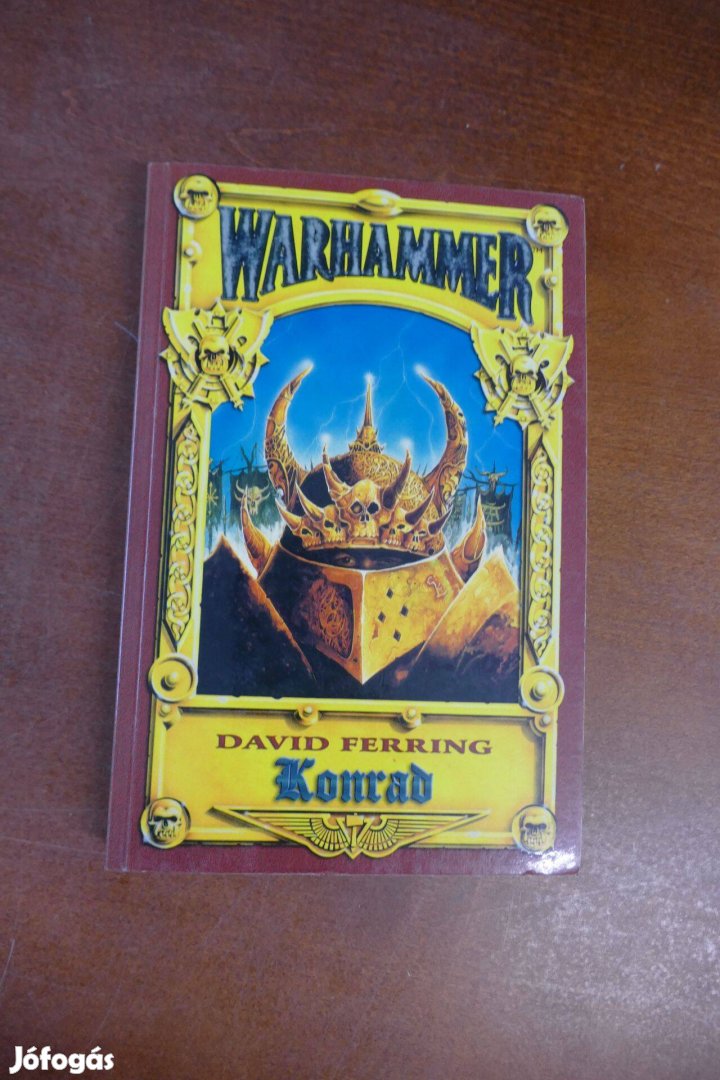 WARHAMMER
DAVID FERRING
Konrad
Jófogás